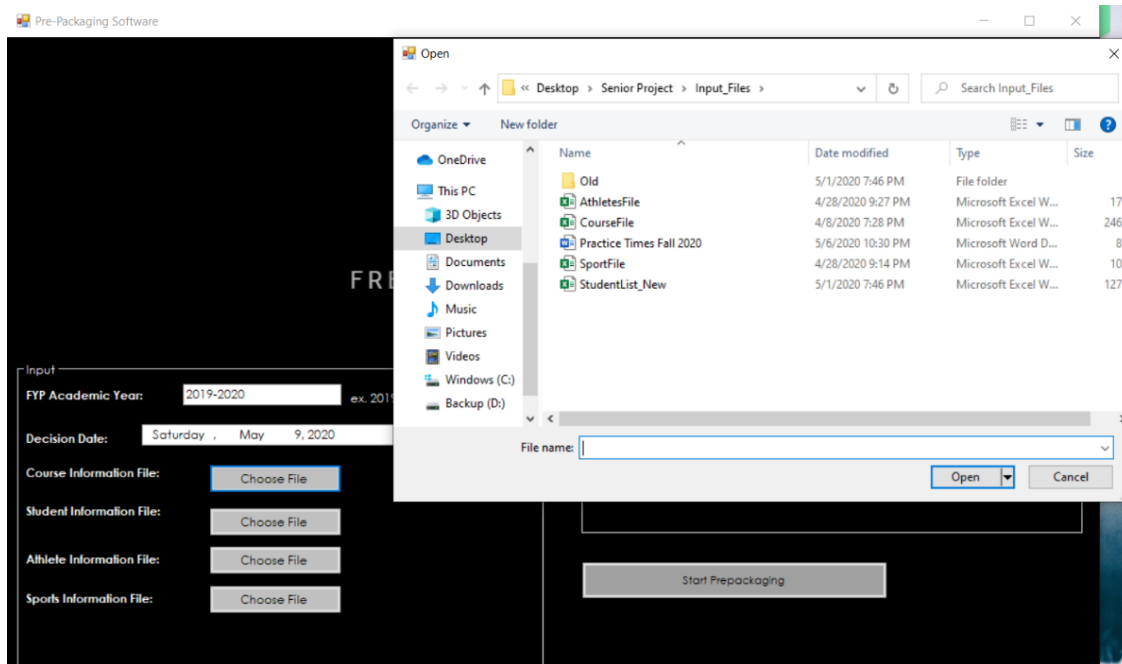 Pre-Packaging Software
Open
« Desktop > Senior Project > Input_Files >
Search Input_Files
Organize
New folder
Name Date modified Type Size
OneDrive
This PC
3D Objects
Desktop
Documents
Downloads
Music
Pictures
Videos
Windows (C:)
Backup (D:)
Old 5/1/2020 7:46 PM File folder
AthletesFile 4/28/2020 9:27 PM Microsoft Excel W... 17
CourseFile 4/8/2020 7:28 PM Microsoft Excel W... 246
Practice Times Fall 2020 5/6/2020 10:30 PM Microsoft Word D... 8
SportFile 4/28/2020 9:14 PM Microsoft Excel W... 10
StudentList_New 5/1/2020 7:46 PM Microsoft Excel W... 127
File name:
Open
Cancel
FRE
Input
FYP Academic Year: 2019-2020 ex. 201
Decision Date: Saturday , May 9, 2020
Course Information File: Choose File
Student Information File: Choose File
Athlete Information File: Choose File
Sports Information File: Choose File
Start Prepackaging